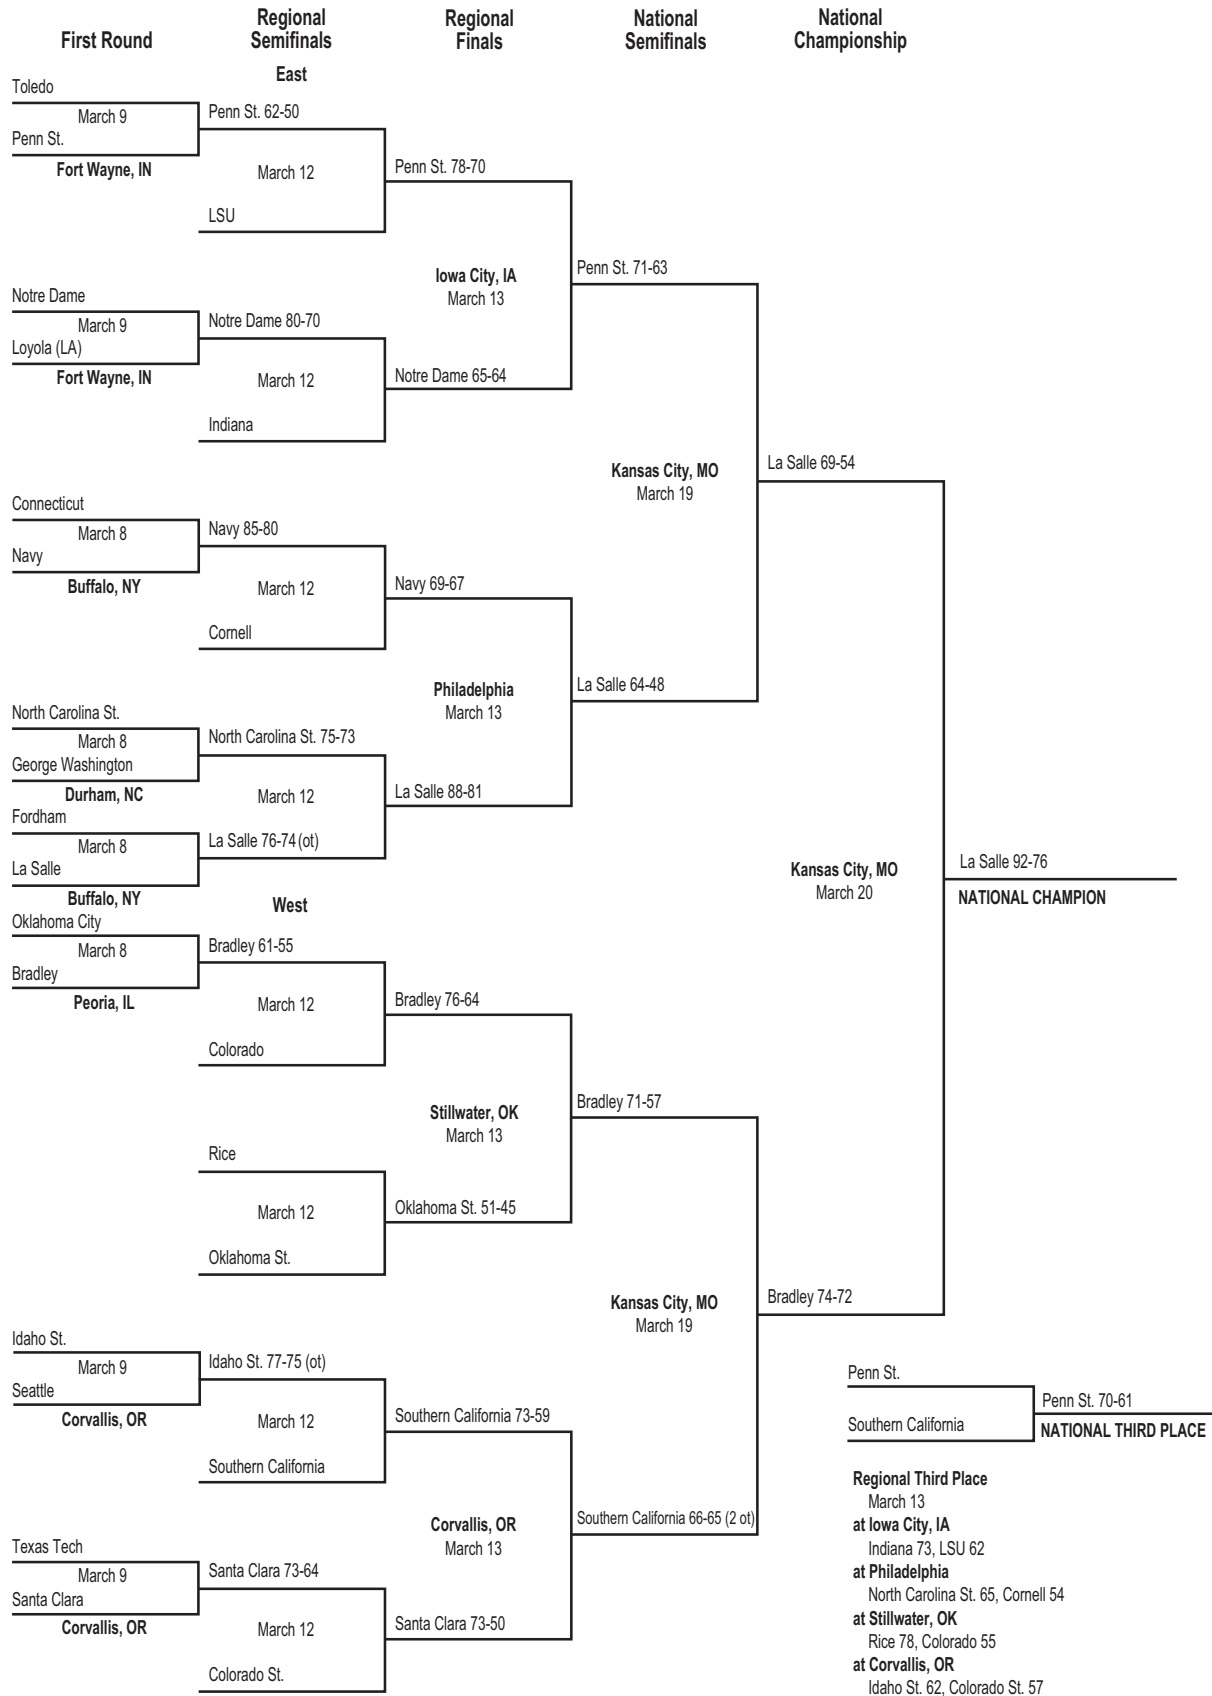 First Round
Regional
Semifinals
Regional
Finals
National
Semifinals
National
Championship
East
Toledo
March 9
Penn St.
Fort Wayne, IN
Penn St. 62-50
March 12
LSU
Penn St. 78-70
Iowa City, IA
March 13
Penn St. 71-63
Notre Dame
March 9
Loyola (LA)
Fort Wayne, IN
Notre Dame 80-70
March 12
Indiana
Notre Dame 65-64
Kansas City, MO
March 19
La Salle 69-54
Connecticut
March 8
Navy
Buffalo, NY
Navy 85-80
March 12
Cornell
Navy 69-67
Philadelphia
March 13
La Salle 64-48
North Carolina St.
March 8
George Washington
Durham, NC
North Carolina St. 75-73
March 12
La Salle 88-81
Fordham
March 8
La Salle
Buffalo, NY
La Salle 76-74 (ot)
Kansas City, MO
March 20
La Salle 92-76
NATIONAL CHAMPION
West
Oklahoma City
March 8
Bradley
Peoria, IL
Bradley 61-55
March 12
Colorado
Bradley 76-64
Stillwater, OK
March 13
Bradley 71-57
Rice
March 12
Oklahoma St.
Oklahoma St. 51-45
Kansas City, MO
March 19
Bradley 74-72
Idaho St.
March 9
Seattle
Corvallis, OR
Idaho St. 77-75 (ot)
March 12
Southern California
Southern California 73-59
Corvallis, OR
March 13
Southern California 66-65 (2 ot)
Texas Tech
March 9
Santa Clara
Corvallis, OR
Santa Clara 73-64
March 12
Colorado St.
Santa Clara 73-50
Penn St.
Southern California
Penn St. 70-61
NATIONAL THIRD PLACE
Regional Third Place
March 13
at Iowa City, IA
Indiana 73, LSU 62
at Philadelphia
North Carolina St. 65, Cornell 54
at Stillwater, OK
Rice 78, Colorado 55
at Corvallis, OR
Idaho St. 62, Colorado St. 57